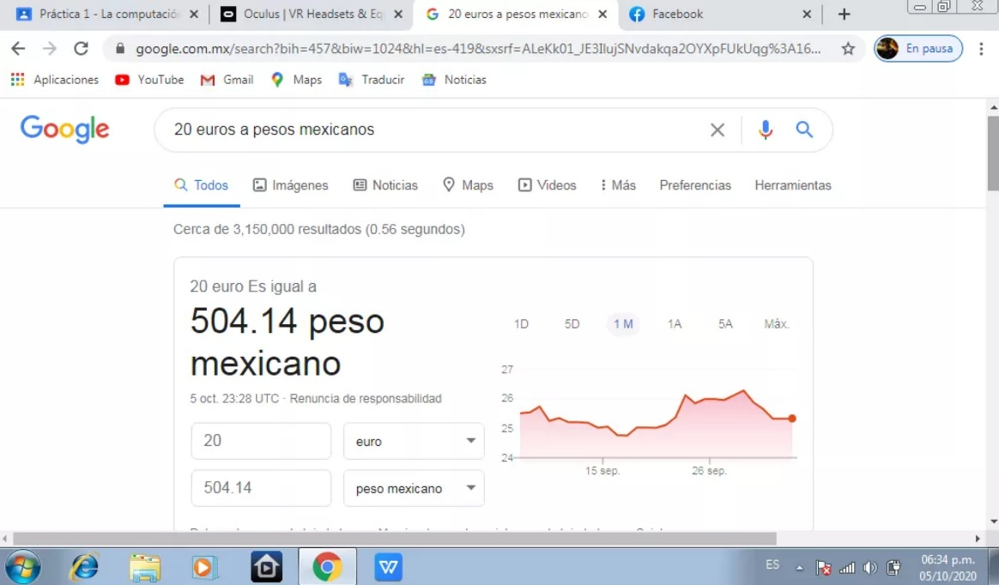 Práctica 1 - La computació
Oculus | VR Headsets & Eq
20 euros a pesos mexicano
Facebook
google.com.mx/search?bih=457&biw=1024&hl=es-419&sxsrf=ALeKk01_JE3IlujSNvdakqa2OYXpFUkUqg%3A16...
En pausa
Aplicaciones
YouTube
Gmail
Maps
Traducir
Noticias
Google
20 euros a pesos mexicanos
Todos
Imágenes
Noticias
Maps
Videos
Más
Preferencias
Herramientas
Cerca de 3,150,000 resultados (0.56 segundos)
20 euro Es igual a
504.14 peso
mexicano
5 oct. 23:28 UTC · Renuncia de responsabilidad
20
euro
504.14
peso mexicano
1D
5D
1 M
1A
5A
Máx.
27
26
25
24
15 sep.
26 sep.
ES
06:34 p.m.
05/10/2020